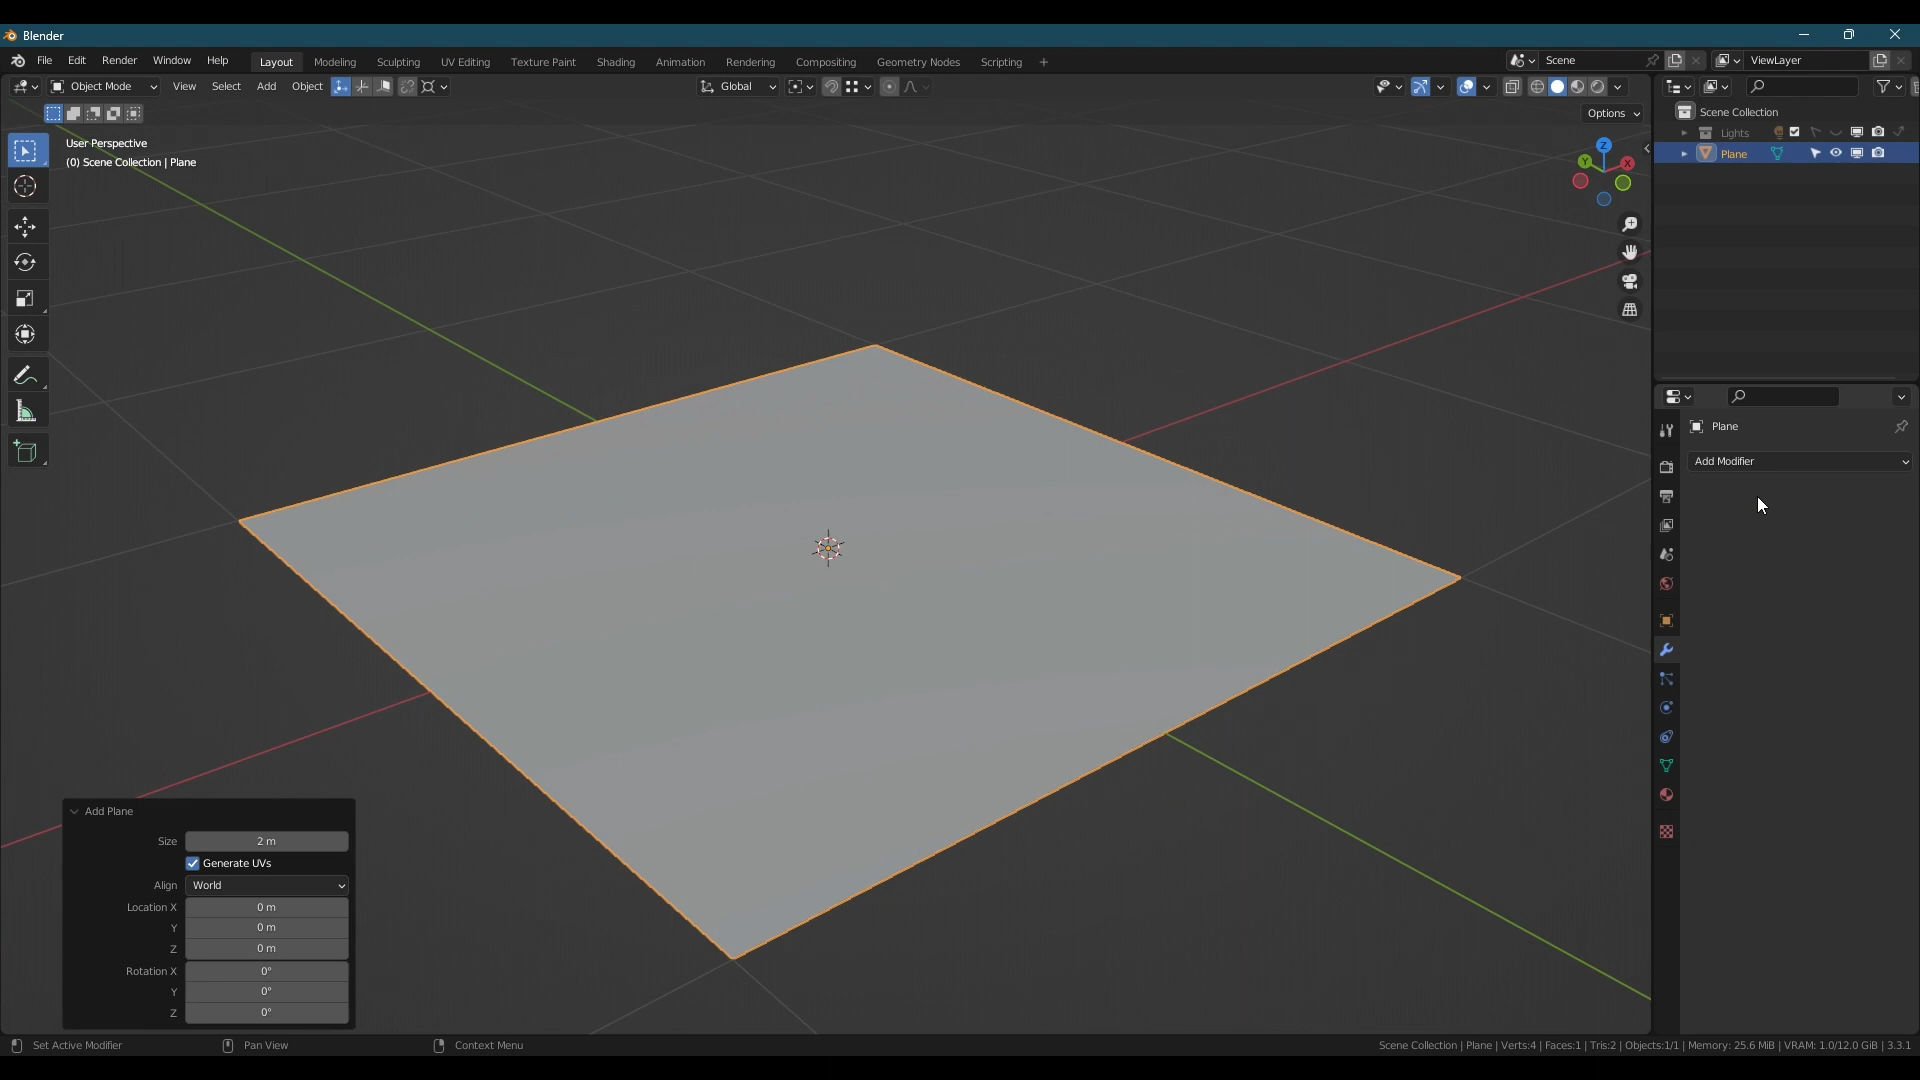 Blender
File Edit Render Window Help Layout Modeling Sculpting UV Editing Texture Paint Shading Animation Rendering Compositing Geometry Nodes Scripting + Scene ViewLayer
Object Mode View Select Add Object Global
Options
User Perspective
(0) Scene Collection | Plane
Z
Y
X
Scene Collection
Lights
Plane
Plane
Add Modifier
Add Plane
Size 2 m
Generate UVs
Align World
Location X 0 m
Y 0 m
Z 0 m
Rotation X 0°
Y 0°
Z 0°
Set Active Modifier Pan View Context Menu Scene Collection | Plane | Verts:4 | Faces:1 | Tris:2 | Objects:1/1 | Memory: 25.6 MiB | VRAM: 1.0/12.0 GiB | 3.3.1